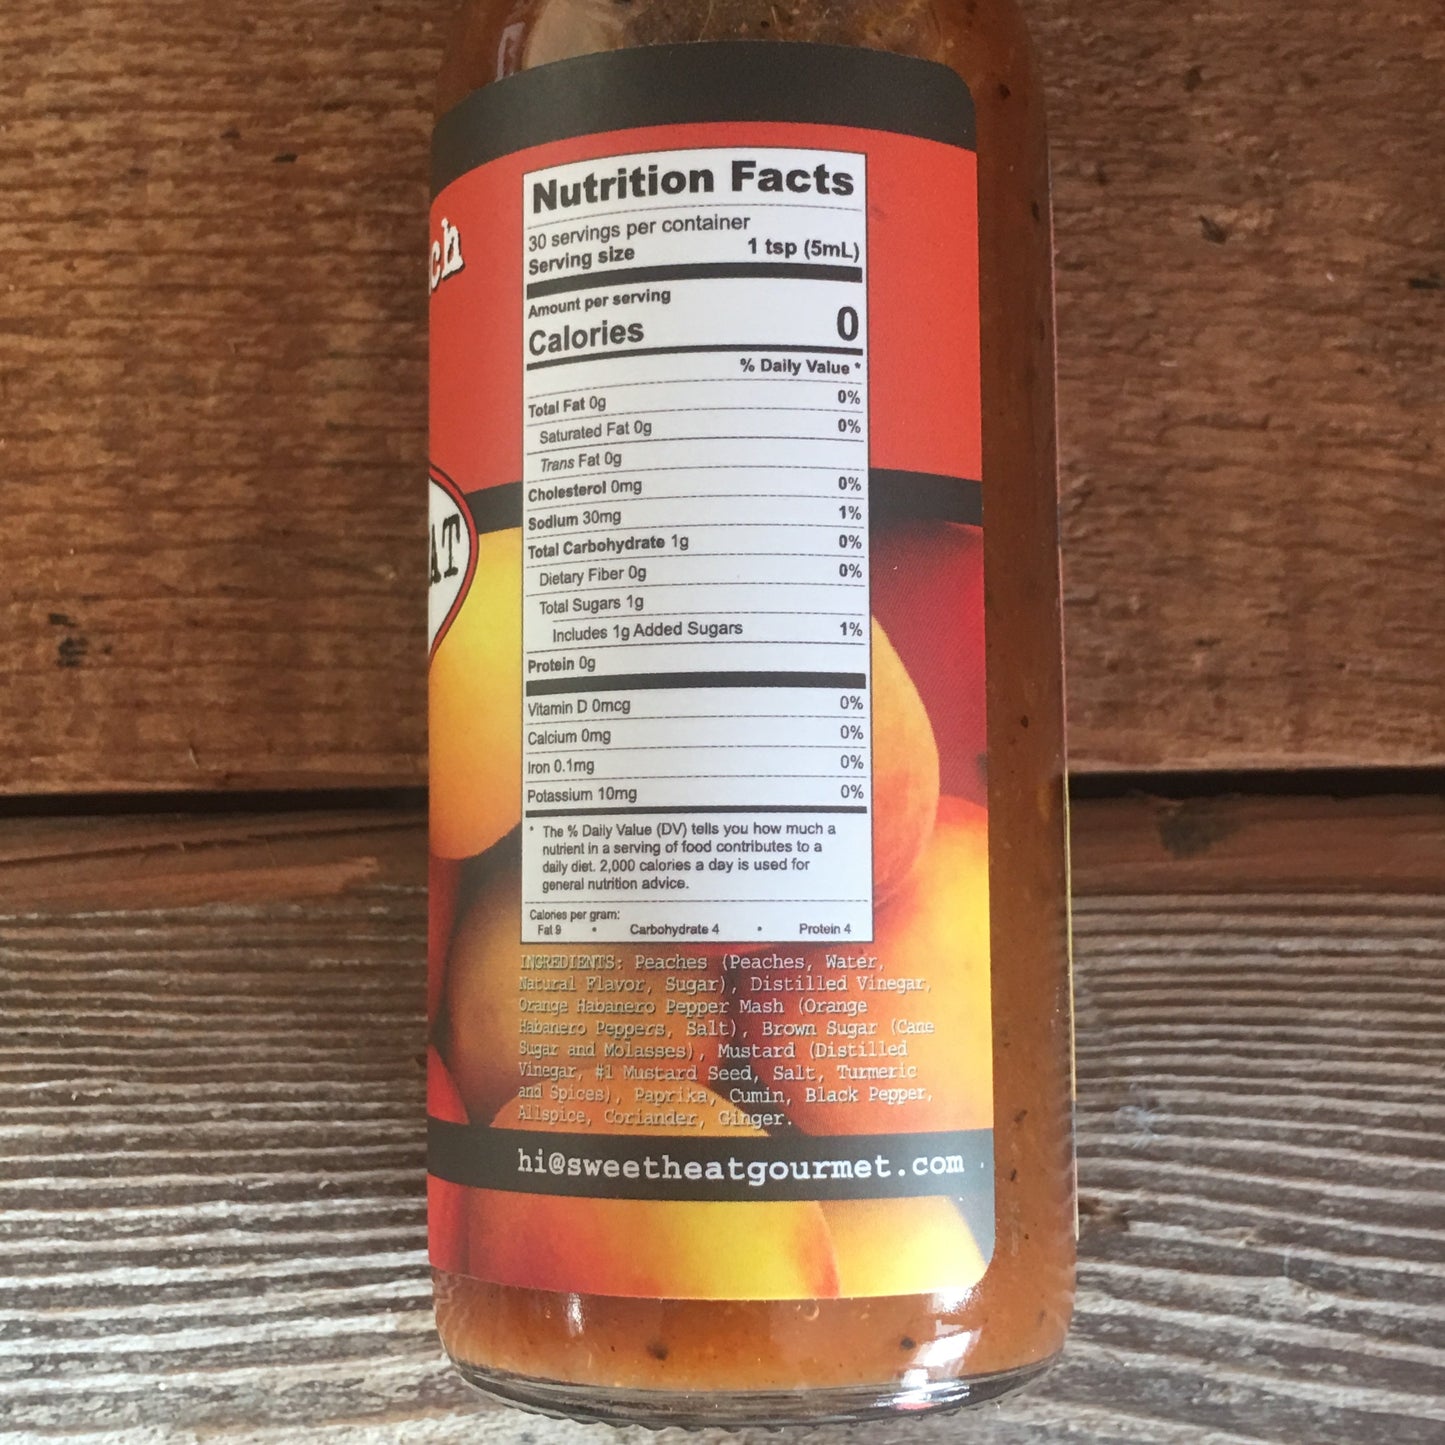 ch
AT
Nutrition Facts
30 servings per container
Serving size 1 tsp (5mL)
Amount per serving
Calories 0
% Daily Value *
Total Fat 0g 0%
Saturated Fat 0g 0%
Trans Fat 0g
Cholesterol 0mg 0%
Sodium 30mg 1%
Total Carbohydrate 1g 0%
Dietary Fiber 0g 0%
Total Sugars 1g
Includes 1g Added Sugars 1%
Protein 0g
Vitamin D 0mcg 0%
Calcium 0mg 0%
Iron 0.1mg 0%
Potassium 10mg 0%
* The % Daily Value (DV) tells you how much a
nutrient in a serving of food contributes to a
daily diet. 2,000 calories a day is used for
general nutrition advice.
Calories per gram:
Fat 9 • Carbohydrate 4 • Protein 4
INGREDIENTS: Peaches (Peaches, Water,
Natural Flavor, Sugar), Distilled Vinegar,
Orange Habanero Pepper Mash (Orange
Habanero Peppers, Salt), Brown Sugar (Cane
Sugar and Molasses), Mustard (Distilled
Vinegar, #1 Mustard Seed, Salt, Turmeric
and Spices), Paprika, Cumin, Black Pepper,
Allspice, Coriander, Ginger.
hi@sweetheatgourmet.com